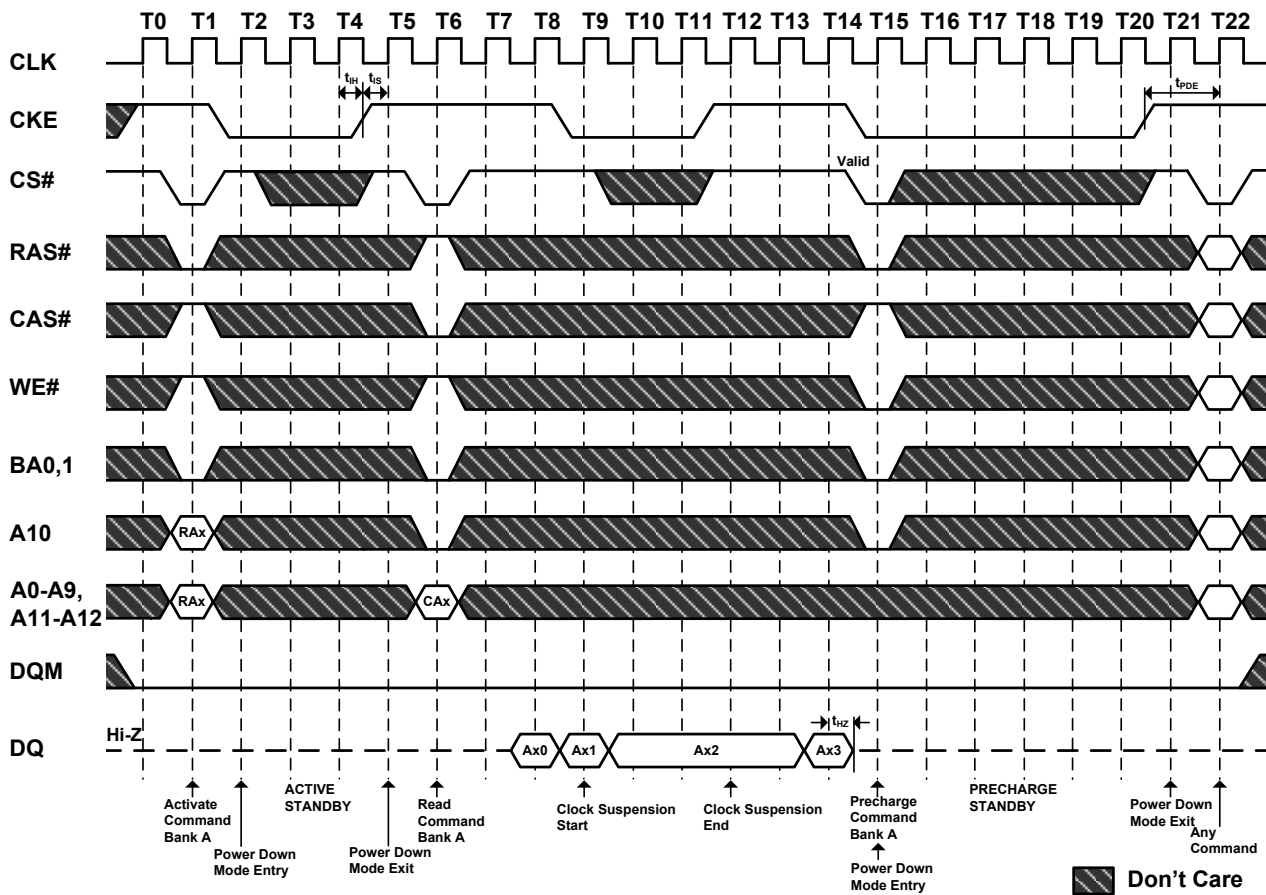 T0 T1 T2 T3 T4 T5 T6 T7 T8 T9 T10 T11 T12 T13 T14 T15 T16 T17 T18 T19 T20 T21 T22
CLK
tIH tIS tPDE
CKE
Valid
CS#
RAS#
CAS#
WE#
BA0,1
A10 RAx
A0-A9,
A11-A12 RAx CAx
DQM
Hi-Z tHZ
DQ Ax0 Ax1 Ax2 Ax3
Activate
Command
Bank A
Power Down
Mode Entry
ACTIVE
STANDBY
Power Down
Mode Exit
Read
Command
Bank A
Clock Suspension
Start
Clock Suspension
End
Precharge
Command
Bank A
Power Down
Mode Entry
PRECHARGE
STANDBY
Power Down
Mode Exit
Any
Command
Don't Care